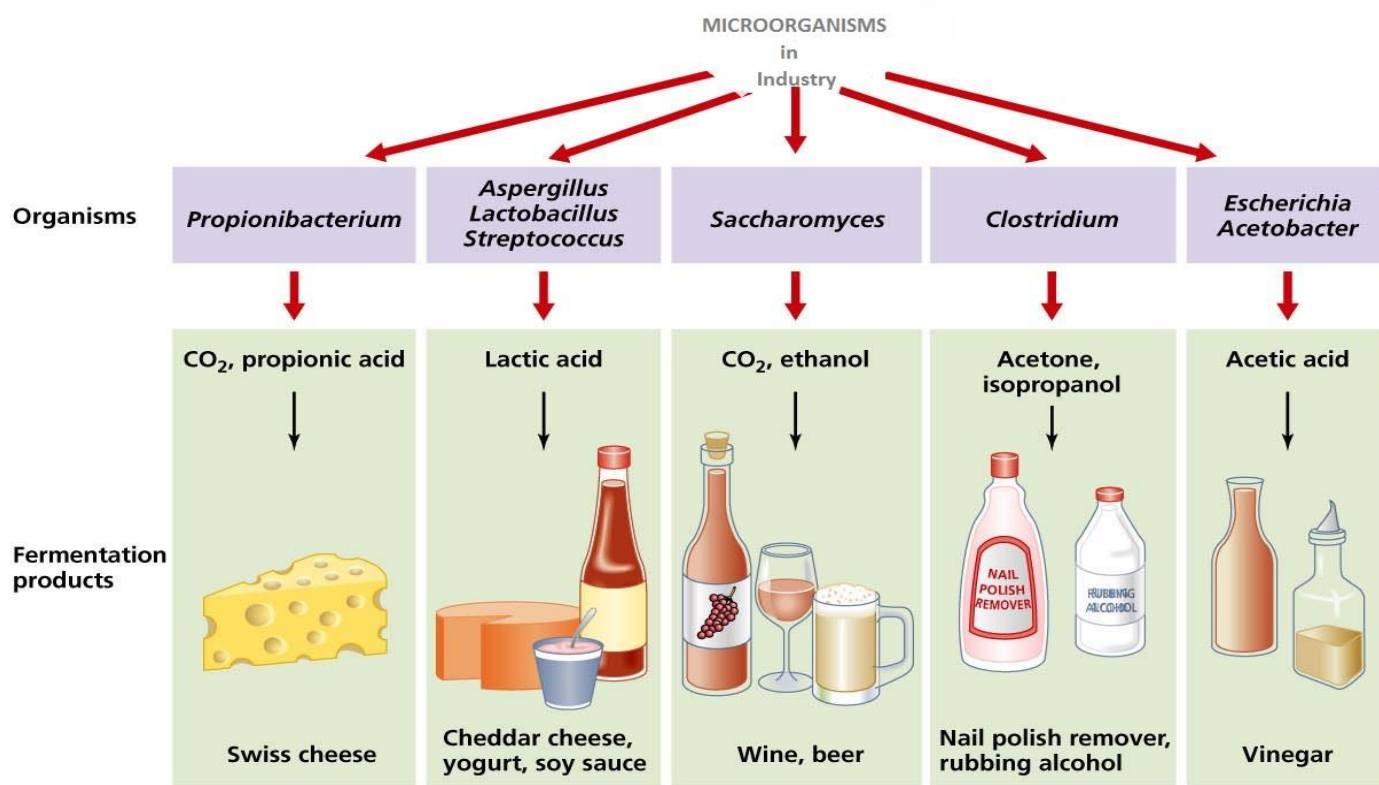 MICROORGANISMS
in
Industry
Organisms
Propionibacterium
Aspergillus
Lactobacillus
Streptococcus
Saccharomyces
Clostridium
Escherichia
Acetobacter
Fermentation
products
CO₂, propionic acid
Lactic acid
CO₂, ethanol
Acetone,
isopropanol
Acetic acid
NAIL
POLISH
REMOVER
RUBBING
ALCOHOL
Swiss cheese
Cheddar cheese,
yogurt, soy sauce
Wine, beer
Nail polish remover,
rubbing alcohol
Vinegar